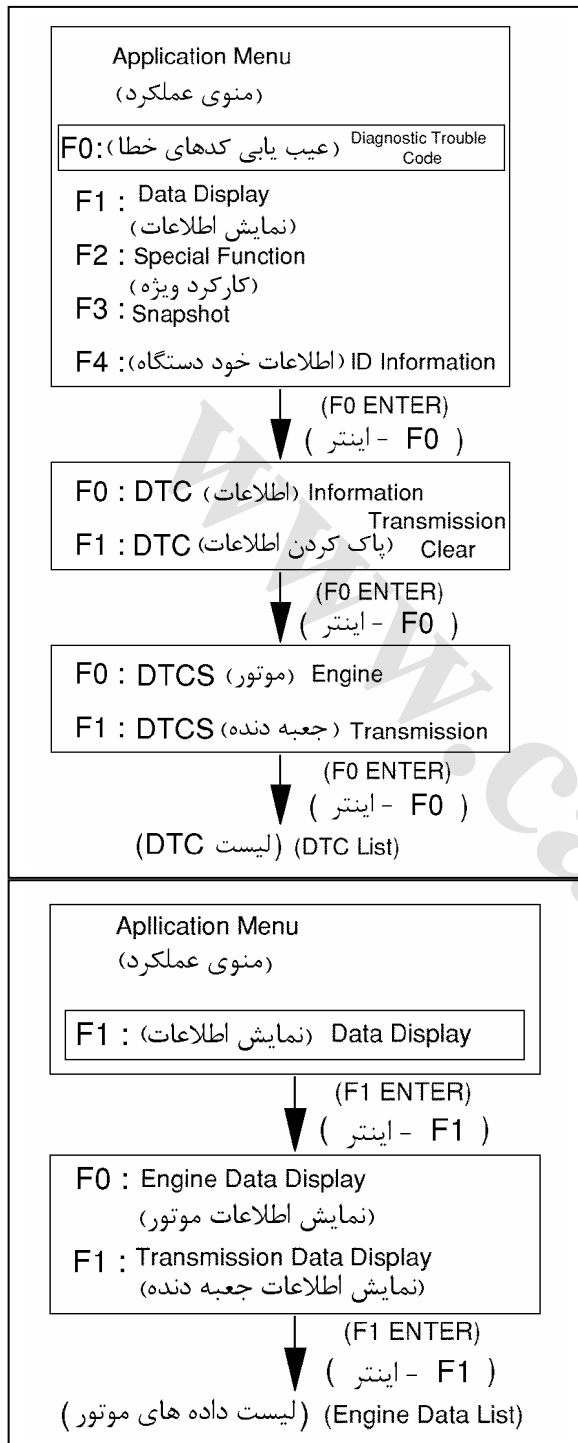 Application Menu
(منوی عملکرد)
F0: (عیب یابی کدهای خطا) Diagnostic Trouble Code
F1 : Data Display
(نمایش اطلاعات)
F2 : Special Function
(کارکرد ویژه)
F3 : Snapshot
F4 : (اطلاعات خود دستگاه) ID Information
(F0 ENTER)
( F0 - اینتر )
F0 : DTC (اطلاعات) Information
F1 : DTC (پاک کردن اطلاعات) Transmission Clear
(F0 ENTER)
( F0 - اینتر )
F0 : DTCS (موتور) Engine
F1 : DTCS (جعبه دنده) Transmission
(F0 ENTER)
( F0 - اینتر )
(لیست DTC) (DTC List)
Apllication Menu
(منوی عملکرد)
F1 : (نمایش اطلاعات) Data Display
(F1 ENTER)
( F1 - اینتر )
F0 : Engine Data Display
(نمایش اطلاعات موتور)
F1 : Transmission Data Display
(نمایش اطلاعات جعبه دنده)
(F1 ENTER)
( F1 - اینتر )
(لیست داده های موتور) (Engine Data List)
www.ca